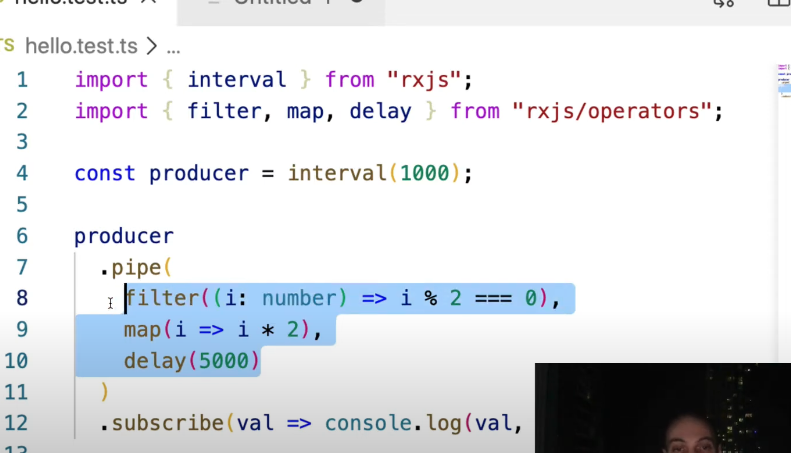 hello.test.ts
Untitled-1
TS hello.test.ts > ...
1 import { interval } from "rxjs";
2 import { filter, map, delay } from "rxjs/operators";
3
4 const producer = interval(1000);
5
6 producer
7 .pipe(
8 filter((i: number) => i % 2 === 0),
9 map(i => i * 2),
10 delay(5000)
11 )
12 .subscribe(val => console.log(val,
13